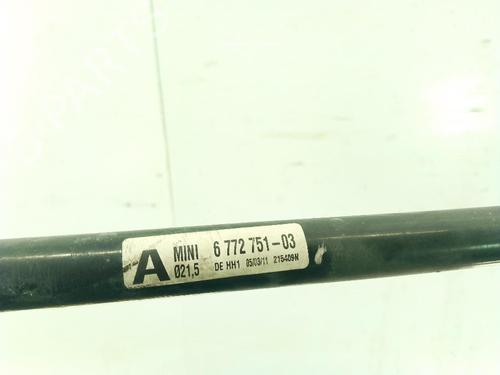 A MINI 6 772 751-03
Ø21,5 DE HH1 05/03/11 215409N